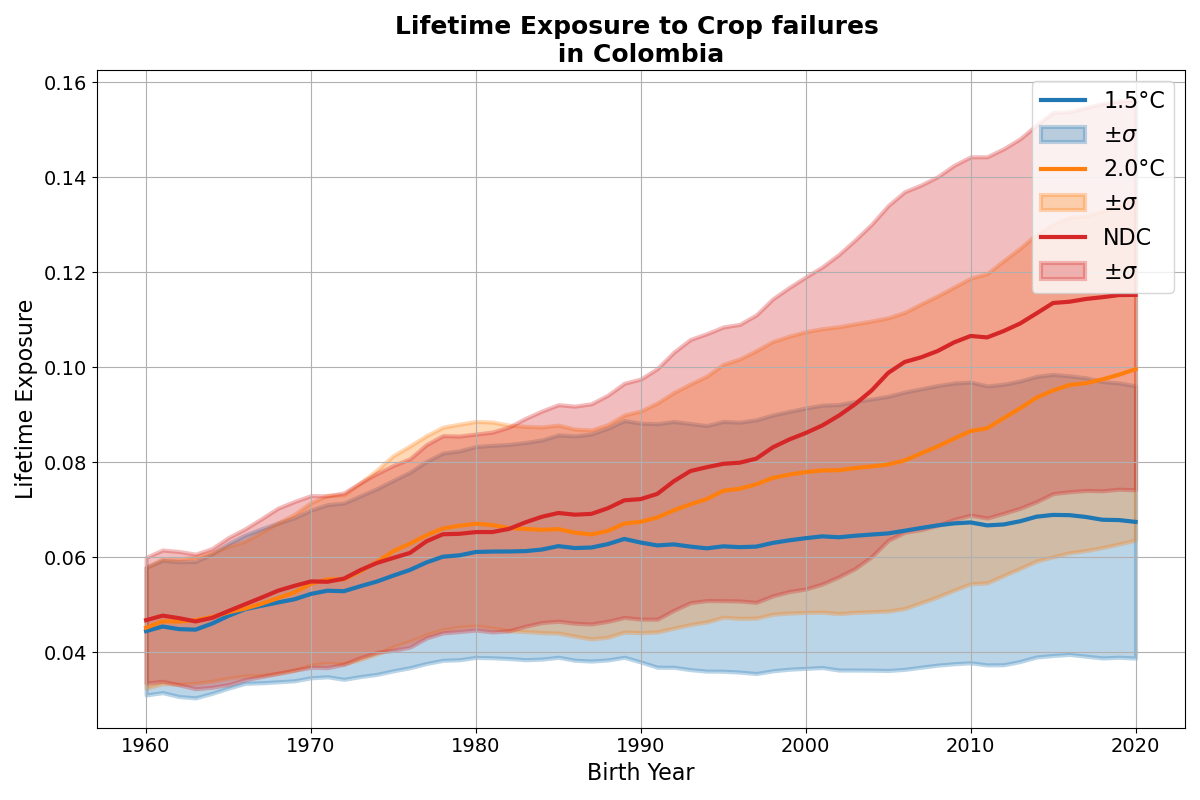 Lifetime Exposure to Crop failures
in Colombia
Lifetime Exposure
0.16
0.14
0.12
0.10
0.08
0.06
0.04
1960
1970
1980
1990
2000
2010
2020
Birth Year
1.5°C
±σ
2.0°C
±σ
NDC
±σ